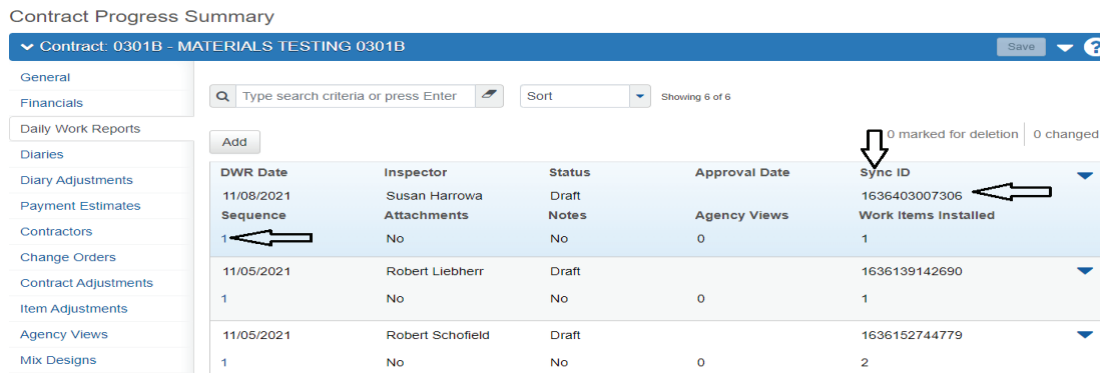 Contract Progress Summary
Contract: 0301B - MATERIALS TESTING 0301B
Save
?
General
Financials
Daily Work Reports
Diaries
Diary Adjustments
Payment Estimates
Contractors
Change Orders
Contract Adjustments
Item Adjustments
Agency Views
Mix Designs
Type search criteria or press Enter
Sort
Showing 6 of 6
Add
0 marked for deletion
0 changed
DWR Date Inspector Status Approval Date Sync ID
11/08/2021 Susan Harrowa Draft 1636403007306
Sequence Attachments Notes Agency Views Work Items Installed
1 No No 0 1
11/05/2021 Robert Liebherr Draft 1636139142690
1 No No 0 1
11/05/2021 Robert Schofield Draft 1636152744779
1 No No 0 2